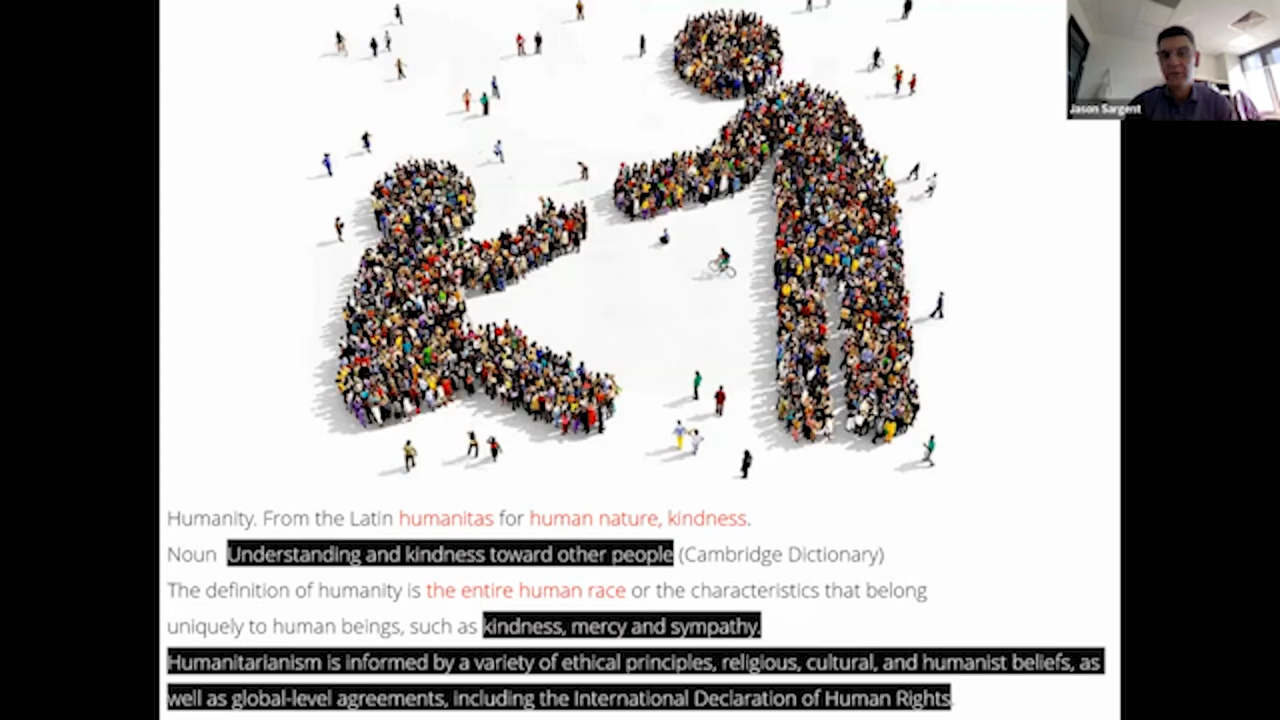 Jason Sargent
Humanity. From the Latin humanitas for human nature, kindness.
Noun Understanding and kindness toward other people (Cambridge Dictionary)
The definition of humanity is the entire human race or the characteristics that belong
uniquely to human beings, such as kindness, mercy and sympathy.
Humanitarianism is informed by a variety of ethical principles, religious, cultural, and humanist beliefs, as
well as global-level agreements, including the International Declaration of Human Rights.